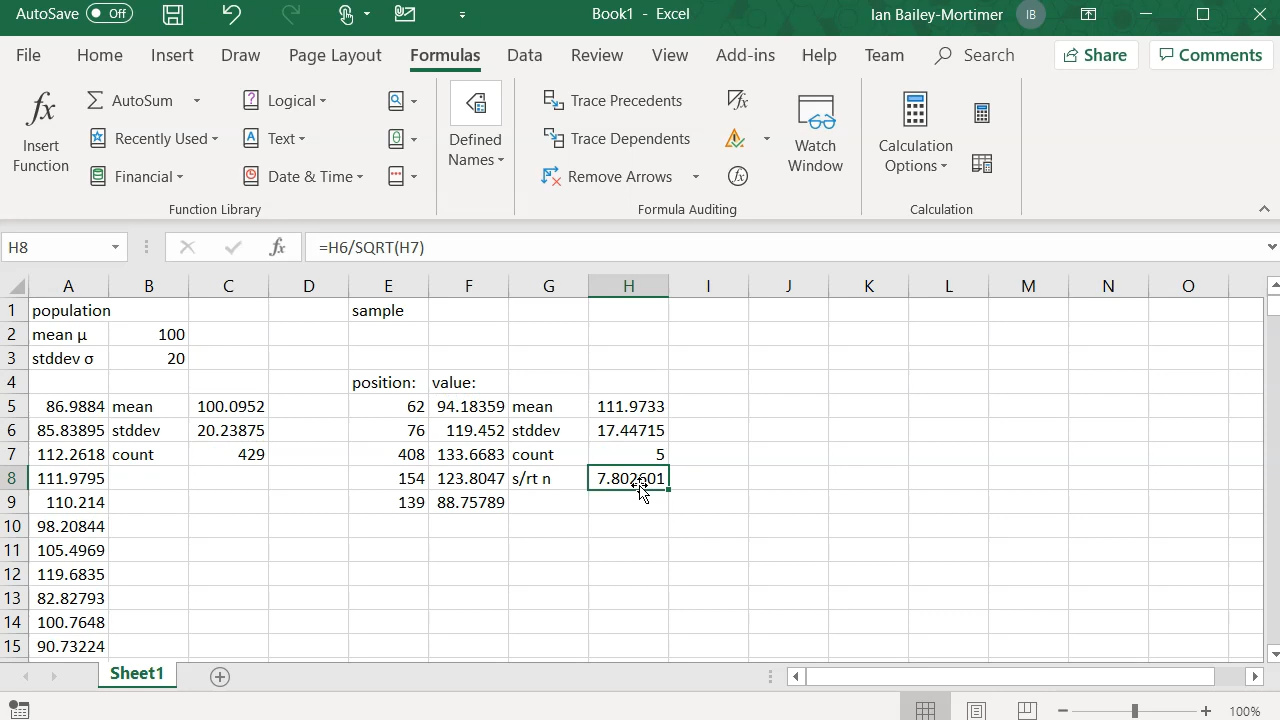 AutoSave Off Book1 - Excel Ian Bailey-Mortimer IB
File Home Insert Draw Page Layout Formulas Data Review View Add-ins Help Team Search Share Comments
fx Insert Function
AutoSum
Recently Used
Financial
Logical
Text
Date & Time
Function Library
Defined Names
Trace Precedents
Trace Dependents
Remove Arrows
Watch Window
Formula Auditing
Calculation Options
Calculation
H8 fx =H6/SQRT(H7)
A B C D E F G H I J K L M N O
1 population sample
2 mean μ 100
3 stddev σ 20
4 position: value:
5 86.9884 mean 100.0952 62 94.18359 mean 111.9733
6 85.83895 stddev 20.23875 76 119.452 stddev 17.44715
7 112.2618 count 429 408 133.6683 count 5
8 111.9795 154 123.8047 s/rt n 7.802601
9 110.214 139 88.75789
10 98.20844
11 105.4969
12 119.6835
13 82.82793
14 100.7648
15 90.73224
Sheet1
100%